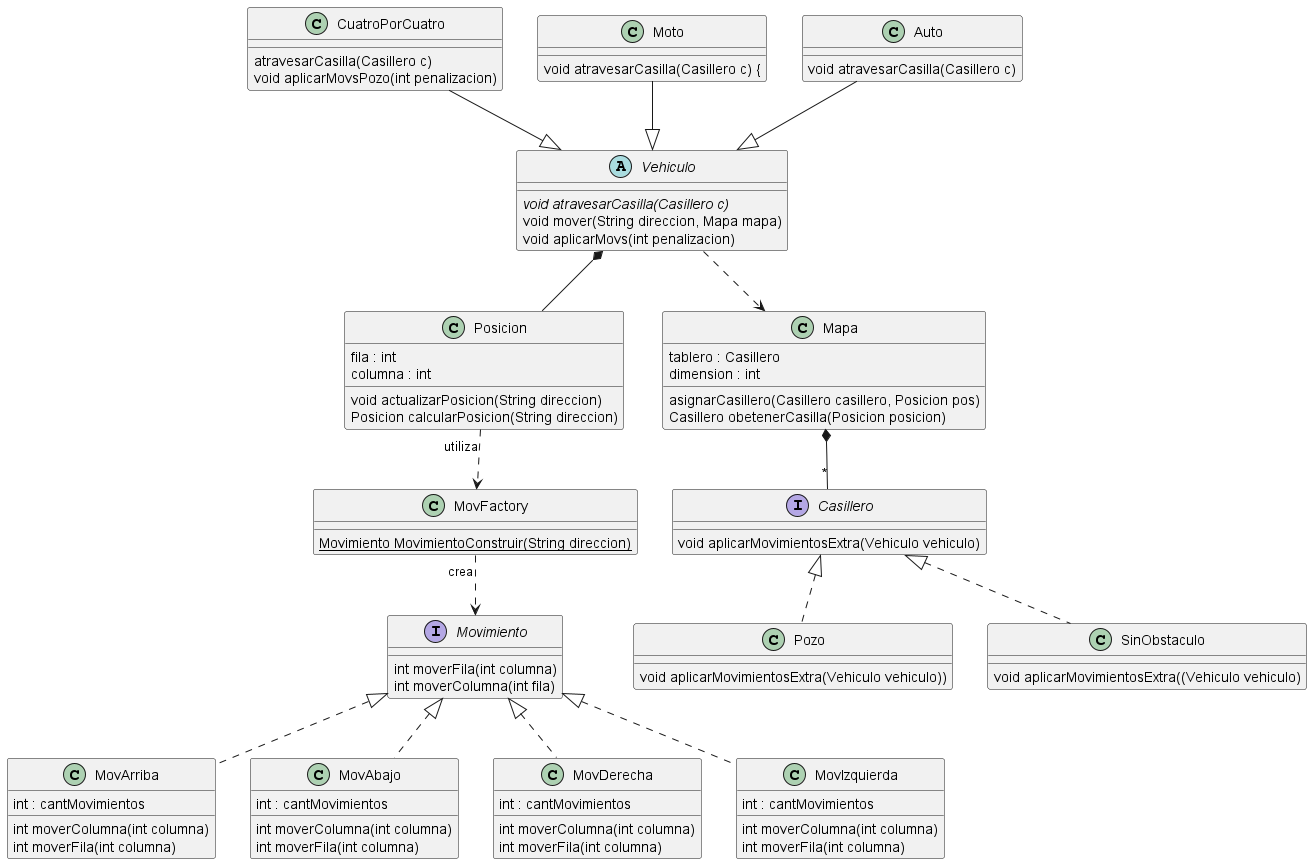 C CuatroPorCuatro
atravesarCasilla(Casillero c)
void aplicarMovsPozo(int penalizacion)
C Moto
void atravesarCasilla(Casillero c) {
C Auto
void atravesarCasilla(Casillero c)
A Vehiculo
void atravesarCasilla(Casillero c)
void mover(String direccion, Mapa mapa)
void aplicarMovs(int penalizacion)
C Posicion
fila : int
columna : int
void actualizarPosicion(String direccion)
Posicion calcularPosicion(String direccion)
C Mapa
tablero : Casillero
dimension : int
asignarCasillero(Casillero casillero, Posicion pos)
Casillero obetenerCasilla(Posicion posicion)
utiliza
*
C MovFactory
Movimiento MovimientoConstruir(String direccion)
I Casillero
void aplicarMovimientosExtra(Vehiculo vehiculo)
crea
I Movimiento
int moverFila(int columna)
int moverColumna(int fila)
C Pozo
void aplicarMovimientosExtra(Vehiculo vehiculo))
C SinObstaculo
void aplicarMovimientosExtra((Vehiculo vehiculo)
C MovArriba
int : cantMovimientos
int moverColumna(int columna)
int moverFila(int columna)
C MovAbajo
int : cantMovimientos
int moverColumna(int columna)
int moverFila(int columna)
C MovDerecha
int : cantMovimientos
int moverColumna(int columna)
int moverFila(int columna)
C MovIzquierda
int : cantMovimientos
int moverColumna(int columna)
int moverFila(int columna)